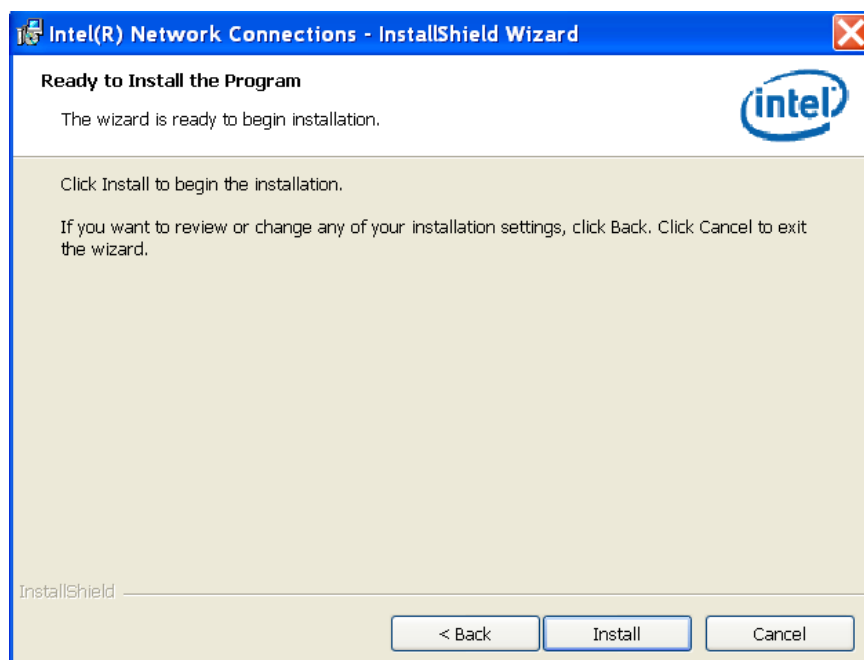 Intel(R) Network Connections - InstallShield Wizard
Ready to Install the Program
The wizard is ready to begin installation.
intel
Click Install to begin the installation.
If you want to review or change any of your installation settings, click Back. Click Cancel to exit
the wizard.
InstallShield
< Back Install Cancel